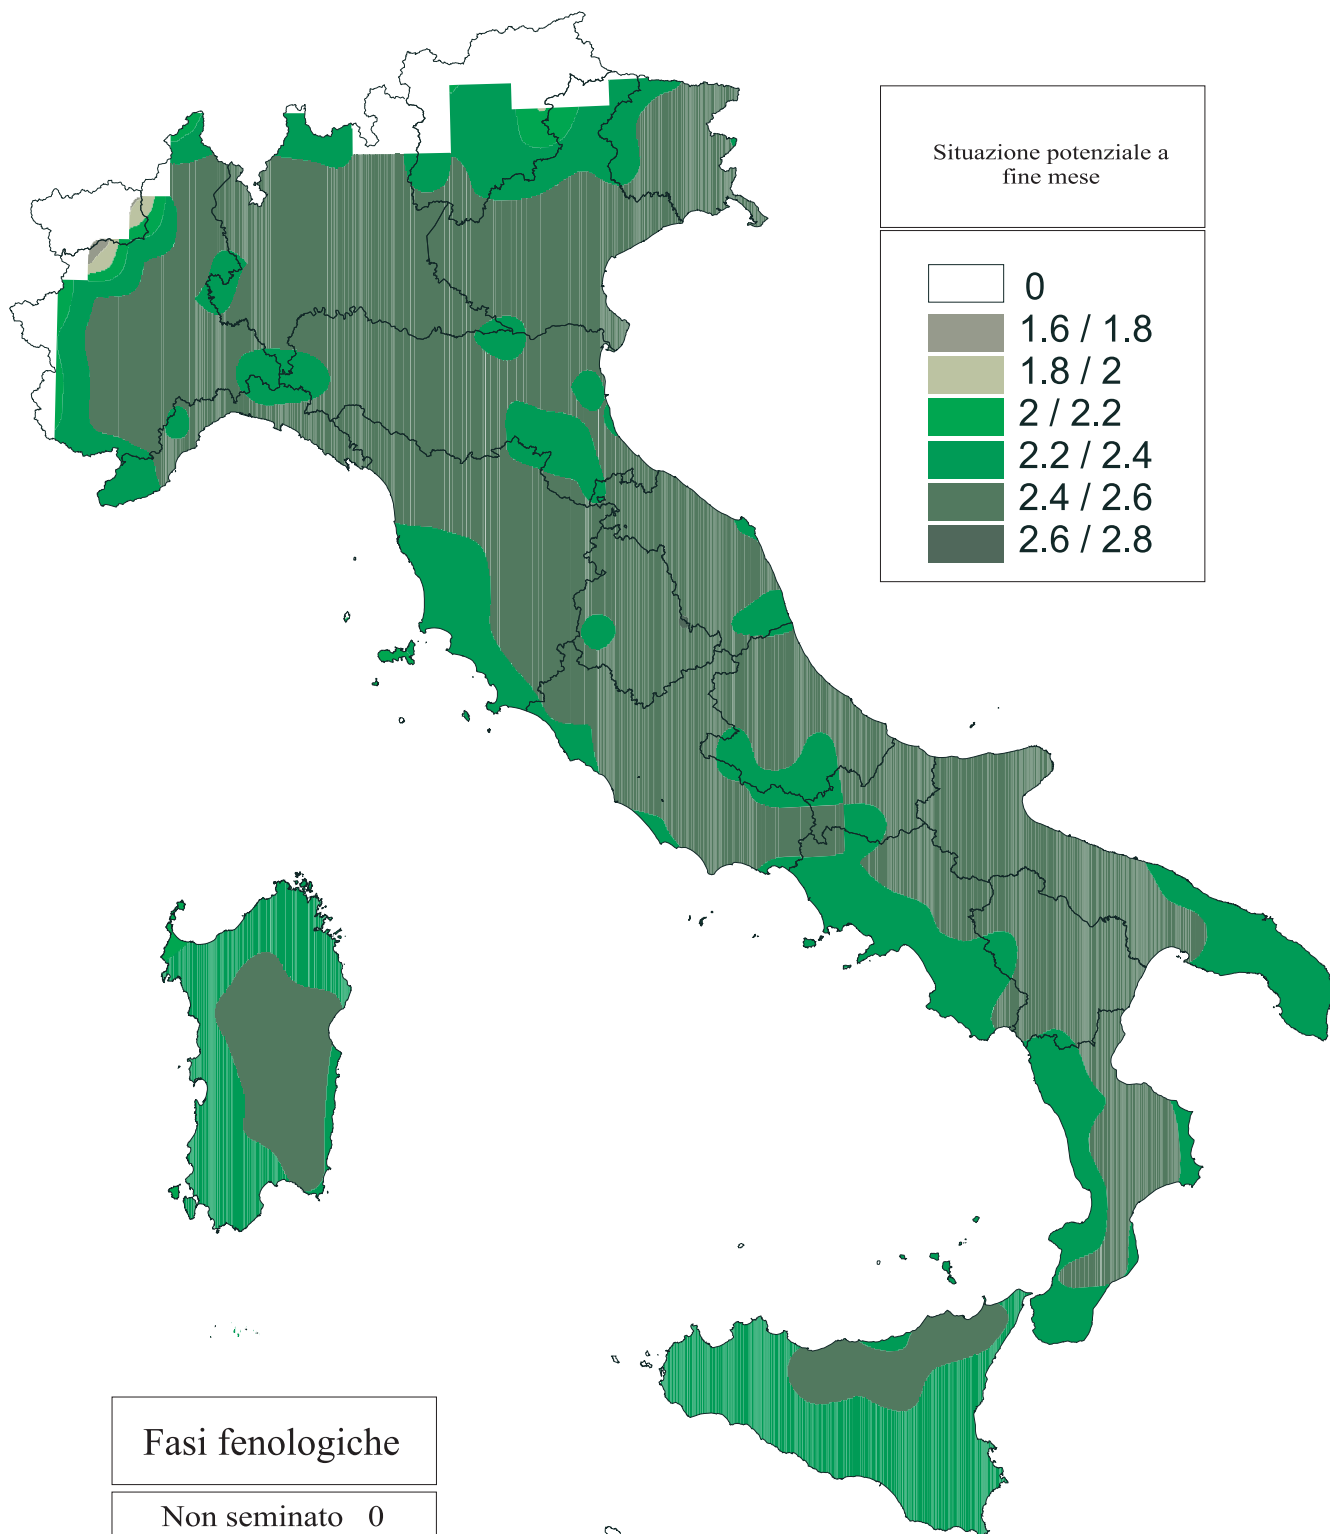 Situazione potenziale a
fine mese
0
1.6 / 1.8
1.8 / 2
2 / 2.2
2.2 / 2.4
2.4 / 2.6
2.6 / 2.8
Fasi fenologiche
Non seminato 0